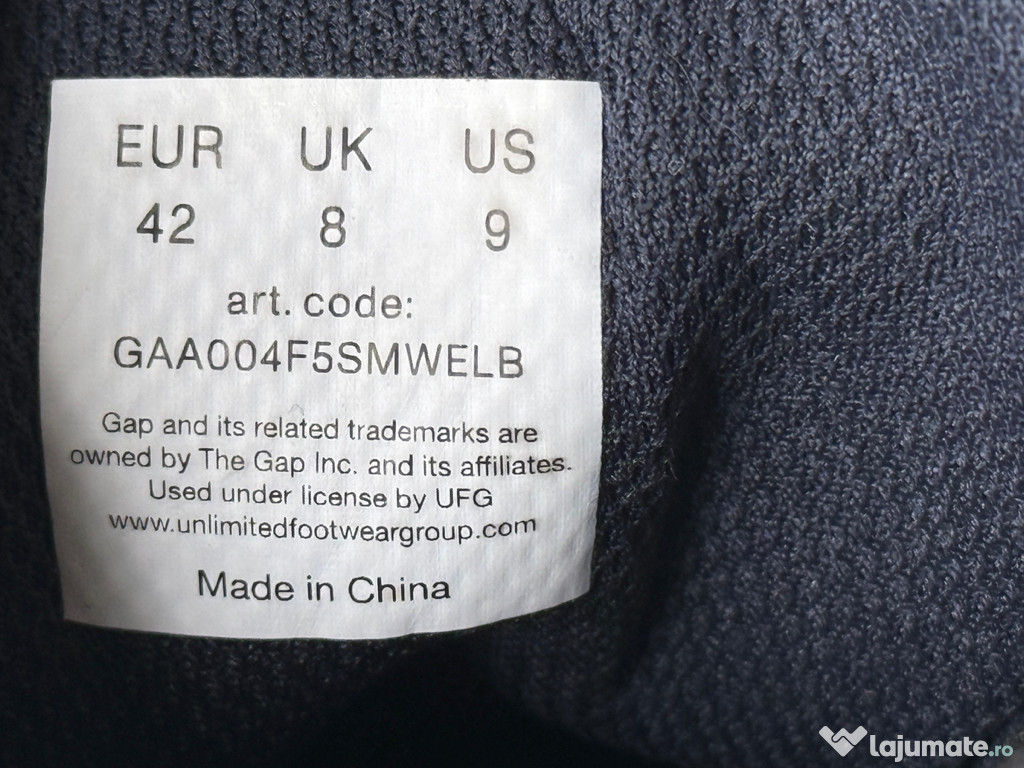 EUR UK US
42 8 9
art. code:
GAA004F5SMWELB
Gap and its related trademarks are
owned by The Gap Inc. and its affiliates.
Used under license by UFG
www.unlimitedfootweargroup.com
Made in China
lajumate.ro